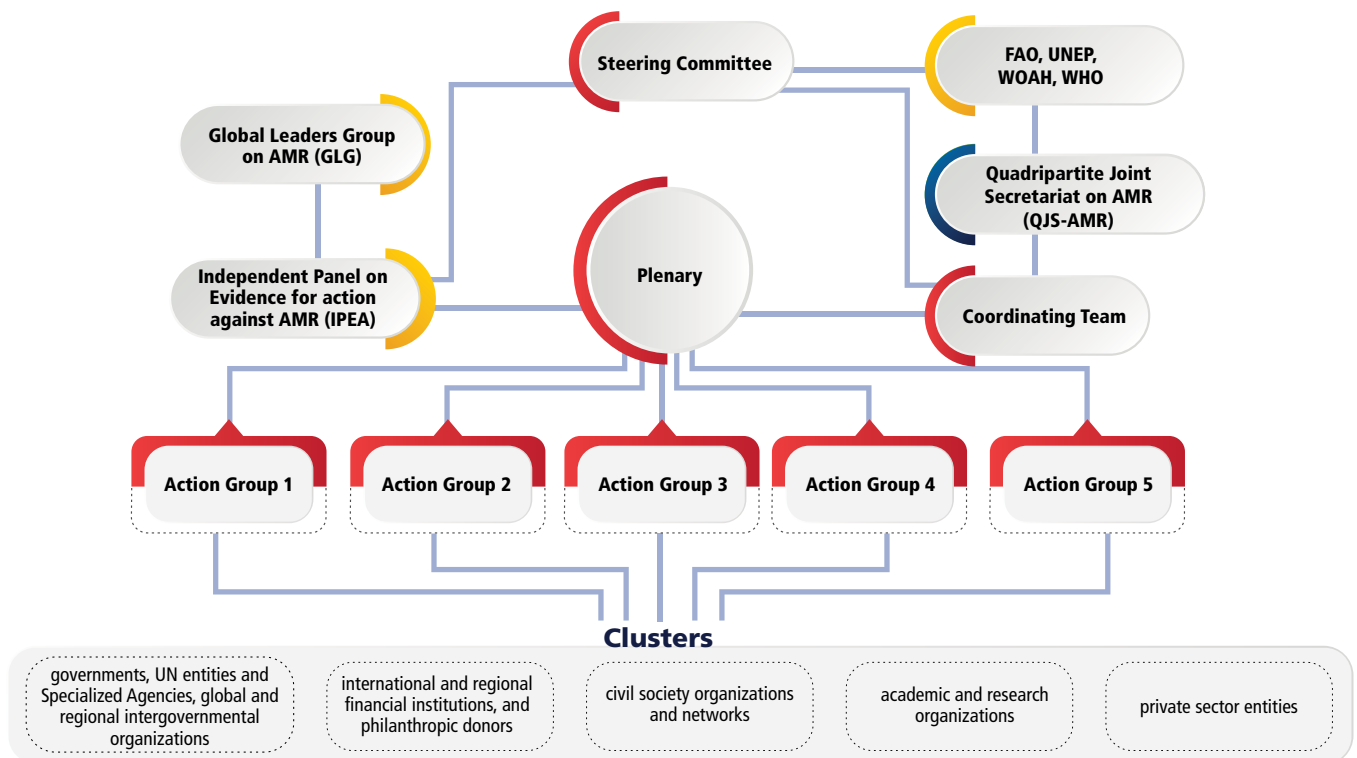 Steering Committee
FAO, UNEP,
WOAH, WHO
Global Leaders Group
on AMR (GLG)
Quadripartite Joint
Secretariat on AMR
(QJS-AMR)
Independent Panel on
Evidence for action
against AMR (IPEA)
Plenary
Coordinating Team
Action Group 1
Action Group 2
Action Group 3
Action Group 4
Action Group 5
Clusters
governments, UN entities and
Specialized Agencies, global and
regional intergovernmental
organizations
international and regional
financial institutions, and
philanthropic donors
civil society organizations
and networks
academic and research
organizations
private sector entities